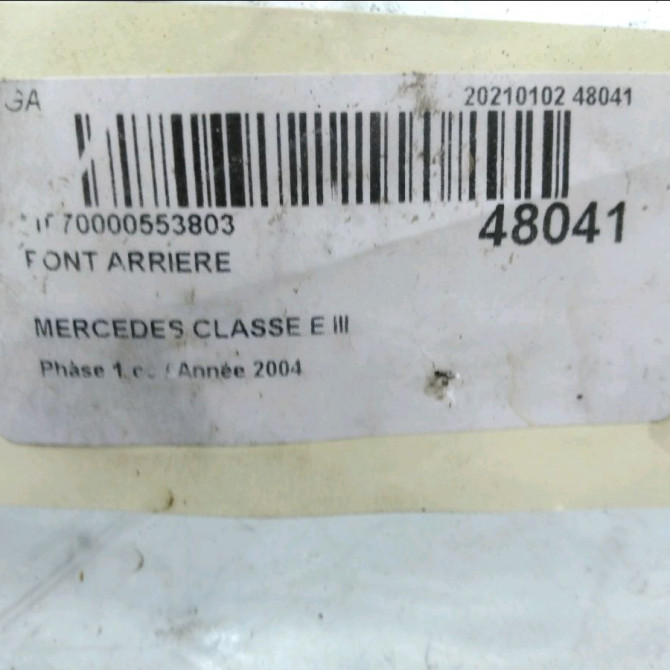 GA
20210102 48041
70000553803
48041
PONT ARRIERE
MERCEDES CLASSE E III
Phase 1 / Année 2004